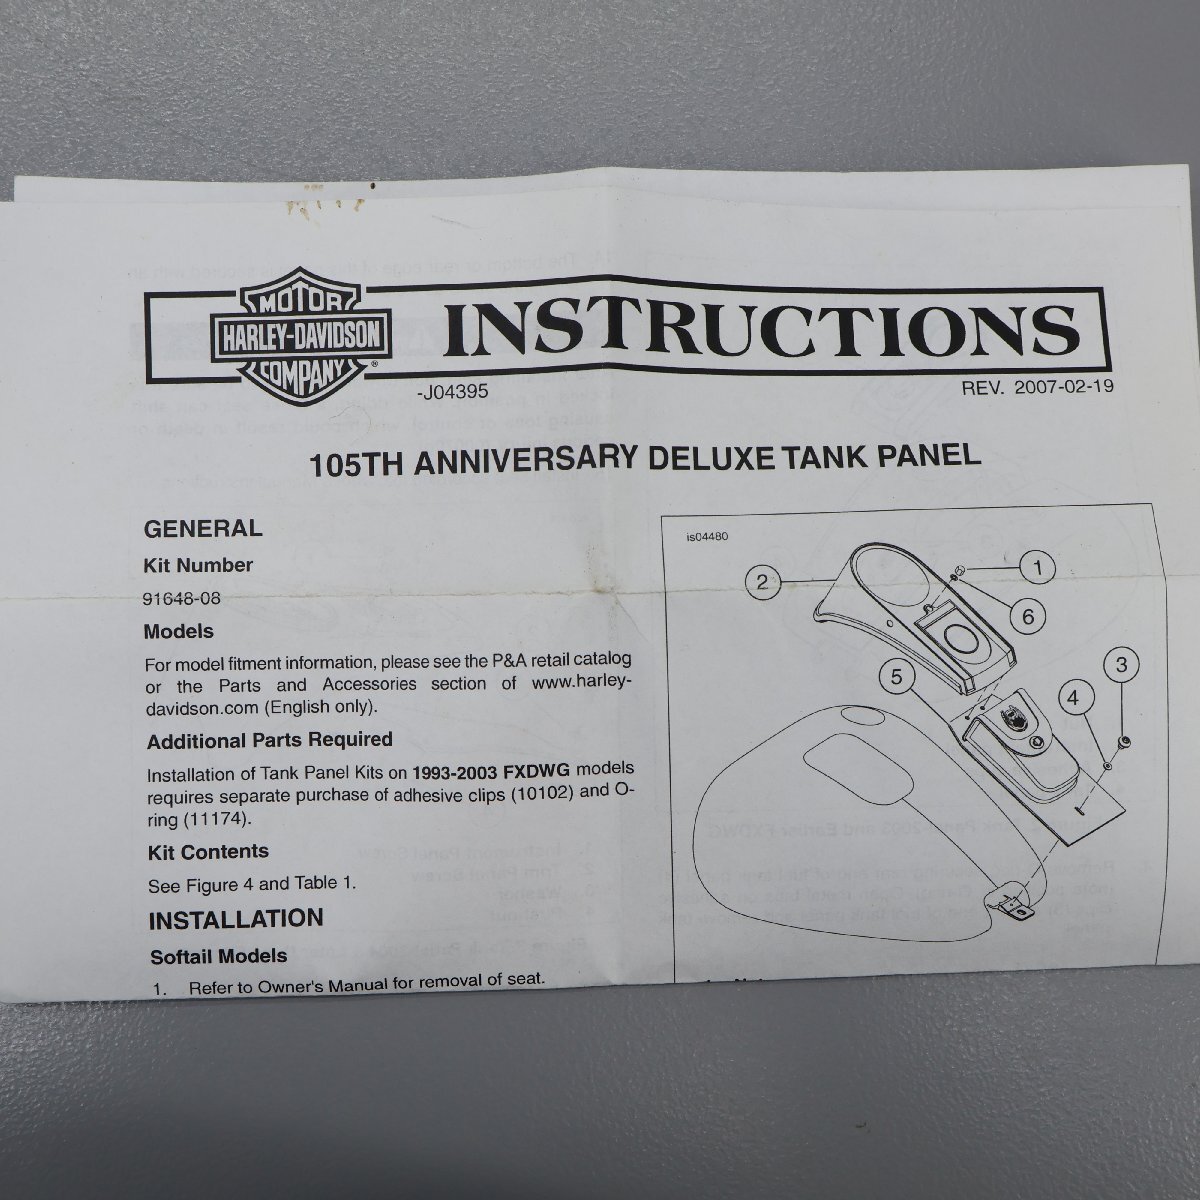 MOTOR
HARLEY-DAVIDSON
COMPANY
®
INSTRUCTIONS
-J04395
REV. 2007-02-19
105TH ANNIVERSARY DELUXE TANK PANEL
GENERAL
Kit Number
91648-08
Models
For model fitment information, please see the P&A retail catalog
or the Parts and Accessories section of www.harley-
davidson.com (English only).
Additional Parts Required
Installation of Tank Panel Kits on 1993-2003 FXDWG models
requires separate purchase of adhesive clips (10102) and O-
ring (11174).
Kit Contents
See Figure 4 and Table 1.
INSTALLATION
Softail Models
1. Refer to Owner's Manual for removal of seat.
is04480
1
2
6
5
3
4